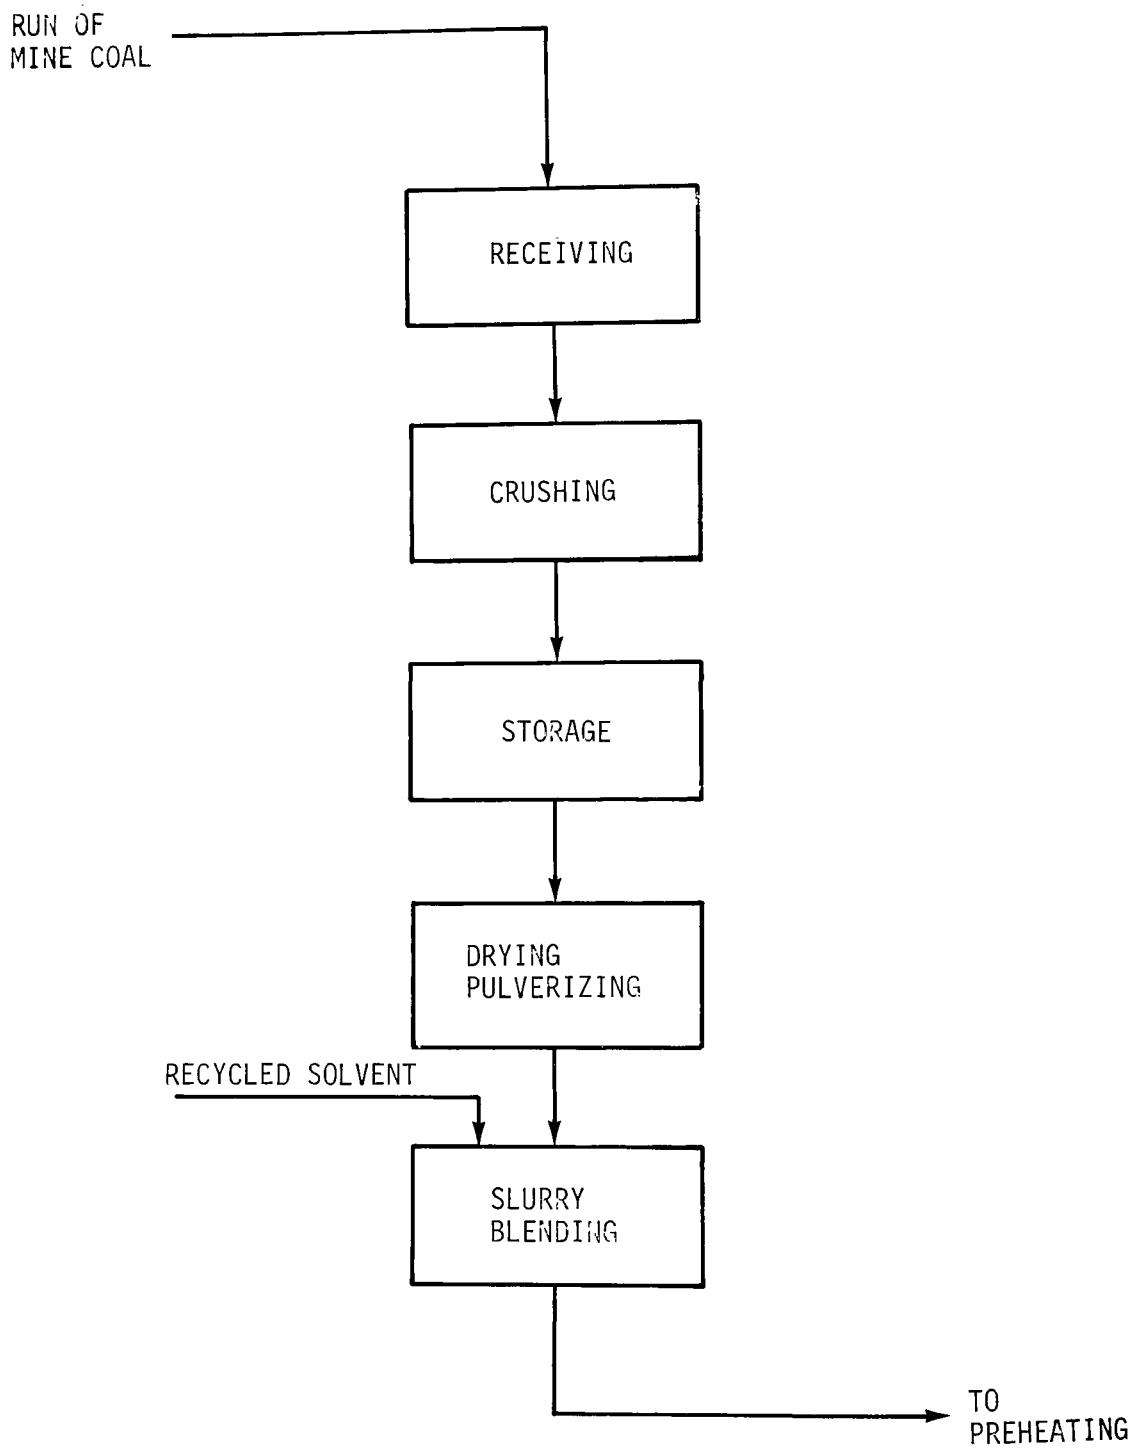 RUN OF
MINE COAL
RECEIVING
CRUSHING
STORAGE
DRYING
PULVERIZING
RECYCLED SOLVENT
SLURRY
BLENDING
TO
PREHEATING